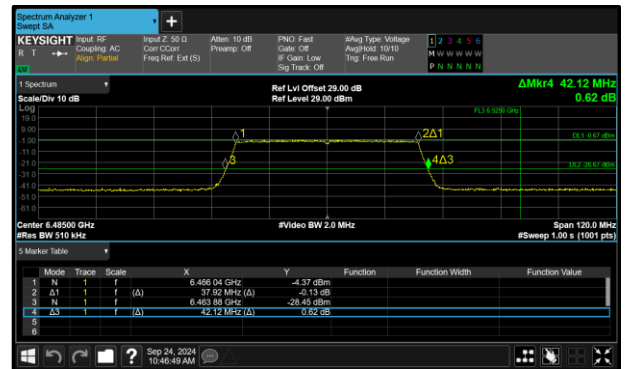 Spectrum Analyzer 1
Swept SA
+
KEYSIGHT Input: RF Input Z: 50 Ω Atten: 10 dB PNO: Fast #Avg Type: Voltage 1 2 3 4 5 6
R T Coupling: AC Corr CCorr Preamp: Off Gate: Off Avg|Hold: 10/10 M W W W W W
Align: Partial Freq Ref: Ext (S) IF Gain: Low Trig: Free Run
Sig Track: Off P N N N N N
LXI
1 Spectrum
Ref Lvl Offset 29.00 dB ΔMkr4 42.12 MHz
Scale/Div 10 dB Ref Level 29.00 dBm 0.62 dB
Log
19.0 FL3 6.5250 GHz
9.00
1 2Δ1
-1.00 DL1 -0.67 dBm
-11.0
3 4Δ3
-21.0 DL2 -26.67 dBm
-31.0
-41.0
-51.0
-61.0
Center 6.48500 GHz #Video BW 2.0 MHz Span 120.0 MHz
#Res BW 510 kHz #Sweep 1.00 s (1001 pts)
5 Marker Table
Mode Trace Scale X Y Function Function Width Function Value
1 N 1 f 6.466 04 GHz -4.37 dBm
2 Δ1 1 f (Δ) 37.92 MHz (Δ) -0.13 dB
3 N 1 f 6.463 88 GHz -28.45 dBm
4 Δ3 1 f (Δ) 42.12 MHz (Δ) 0.62 dB
5
6
? Sep 24, 2024
10:46:49 AM